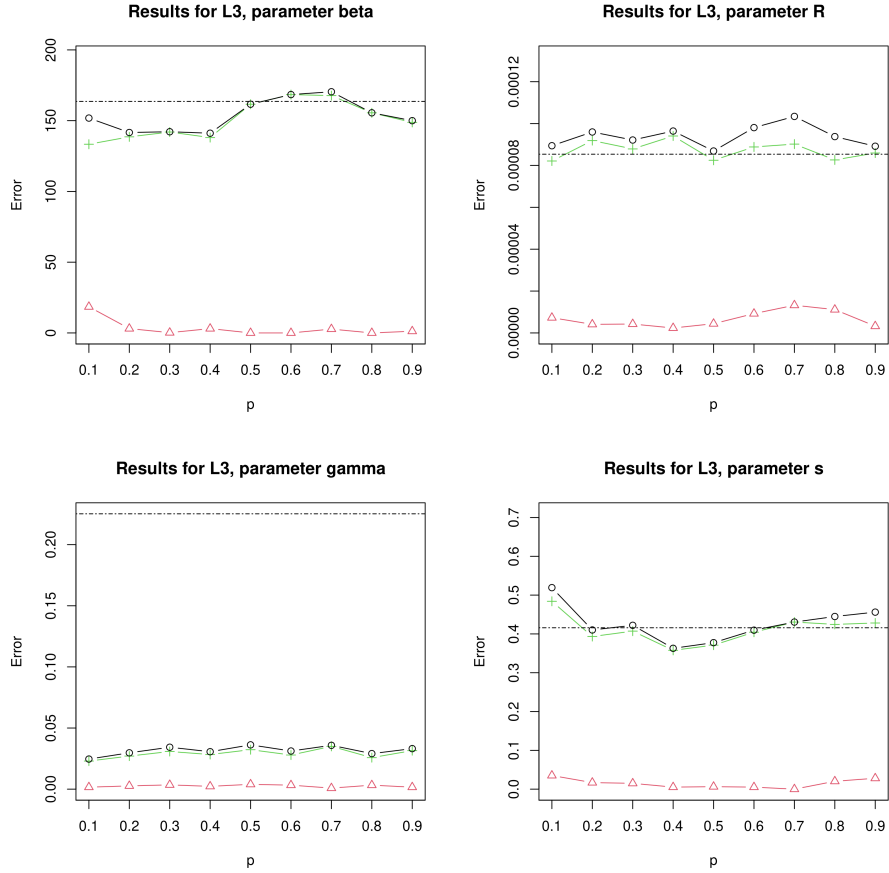 Results for L3, parameter beta
Error
200
150
100
50
0
0.1 0.2 0.3 0.4 0.5 0.6 0.7 0.8 0.9
p
Results for L3, parameter R
Error
0.00012
0.00008
0.00004
0.00000
0.1 0.2 0.3 0.4 0.5 0.6 0.7 0.8 0.9
p
Results for L3, parameter gamma
Error
0.20
0.15
0.10
0.05
0.00
0.1 0.2 0.3 0.4 0.5 0.6 0.7 0.8 0.9
p
Results for L3, parameter s
Error
0.7
0.6
0.5
0.4
0.3
0.2
0.1
0.0
0.1 0.2 0.3 0.4 0.5 0.6 0.7 0.8 0.9
p